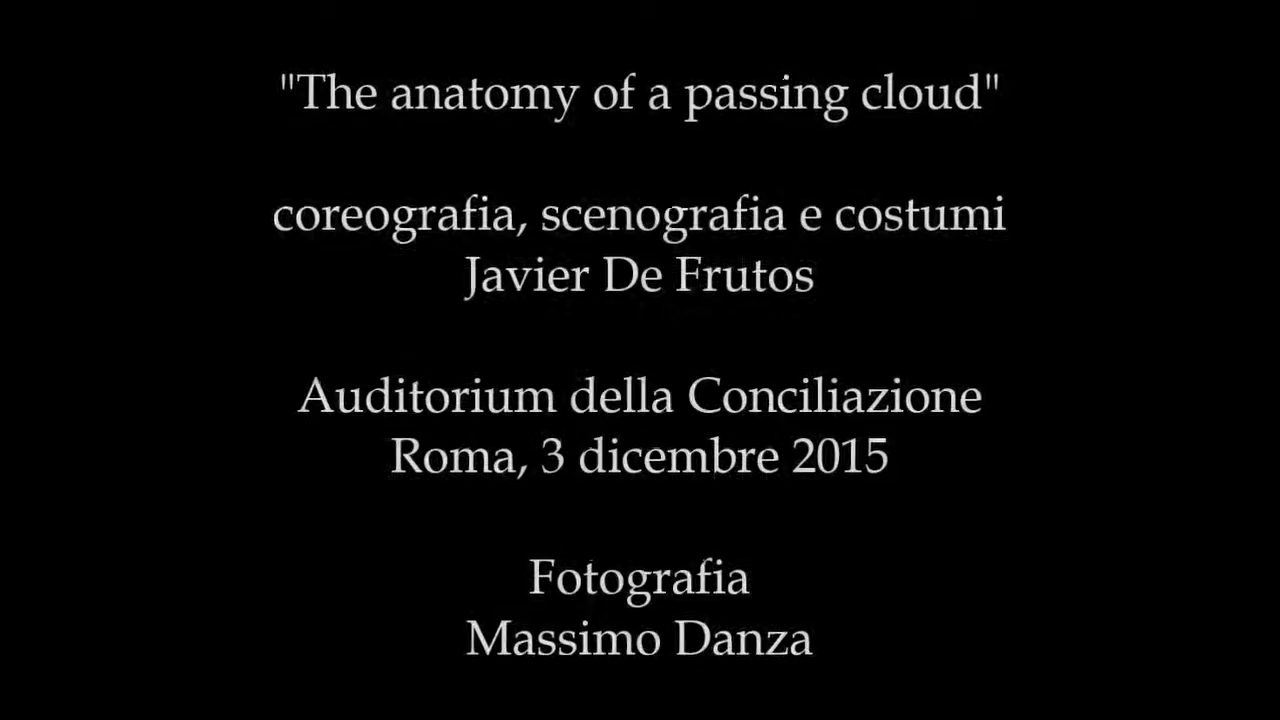 "The anatomy of a passing cloud"
coreografia, scenografia e costumi
Javier De Frutos
Auditorium della Conciliazione
Roma, 3 dicembre 2015
Fotografia
Massimo Danza